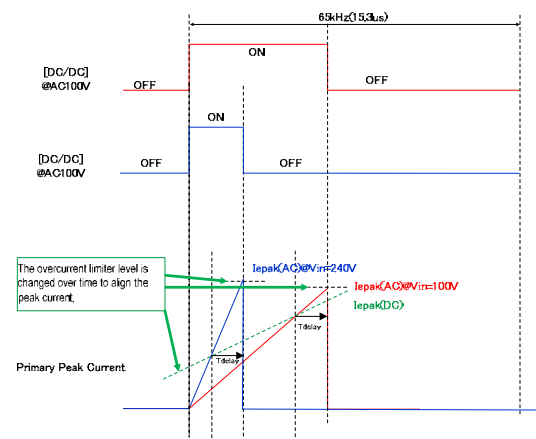 65kHz(15.3us)
ON
[DC/DC]
@AC100V
OFF
OFF
ON
[DC/DC]
@AC100V
OFF
OFF
The overcurrent limiter level is
changed over time to align the
peak current.
Iepak(AC)@Vin=240V
Iepak(AC)@Vin=100V
Iepak(DC)
Tdelay
Tdelay
Primary Peak Current.